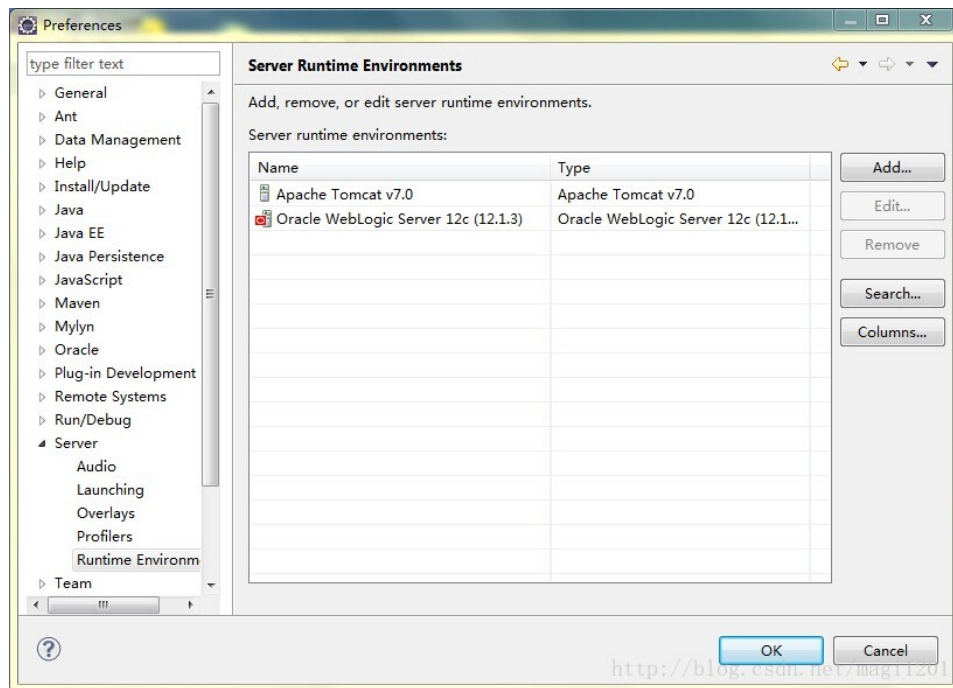 Preferences
type filter text
General
Ant
Data Management
Help
Install/Update
Java
Java EE
Java Persistence
JavaScript
Maven
Mylyn
Oracle
Plug-in Development
Remote Systems
Run/Debug
Server
Audio
Launching
Overlays
Profilers
Runtime Environm
Team
Server Runtime Environments
Add, remove, or edit server runtime environments.
Server runtime environments:
Name Type
Apache Tomcat v7.0 Apache Tomcat v7.0
Oracle WebLogic Server 12c (12.1.3) Oracle WebLogic Server 12c (12.1...
Add...
Edit...
Remove
Search...
Columns...
OK
Cancel
http://blog.csdn.net/magi1201